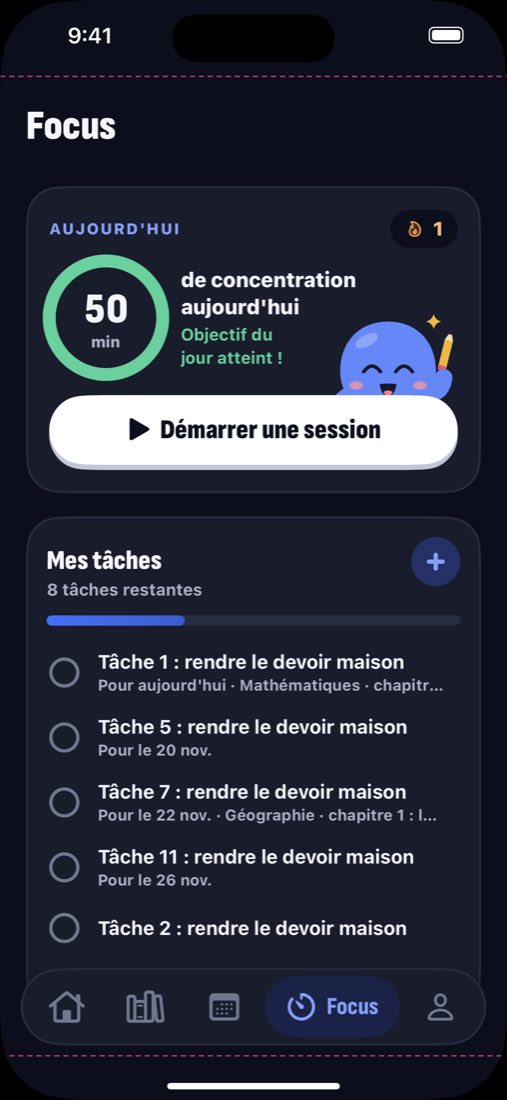 9:41
Focus
AUJOURD'HUI
1
50
min
de concentration
aujourd'hui
Objectif du
jour atteint !
Démarrer une session
Mes tâches
8 tâches restantes
Tâche 1 : rendre le devoir maison
Pour aujourd'hui · Mathématiques · chapitr...
Tâche 5 : rendre le devoir maison
Pour le 20 nov.
Tâche 7 : rendre le devoir maison
Pour le 22 nov. · Géographie · chapitre 1 : l...
Tâche 11 : rendre le devoir maison
Pour le 26 nov.
Tâche 2 : rendre le devoir maison
Focus